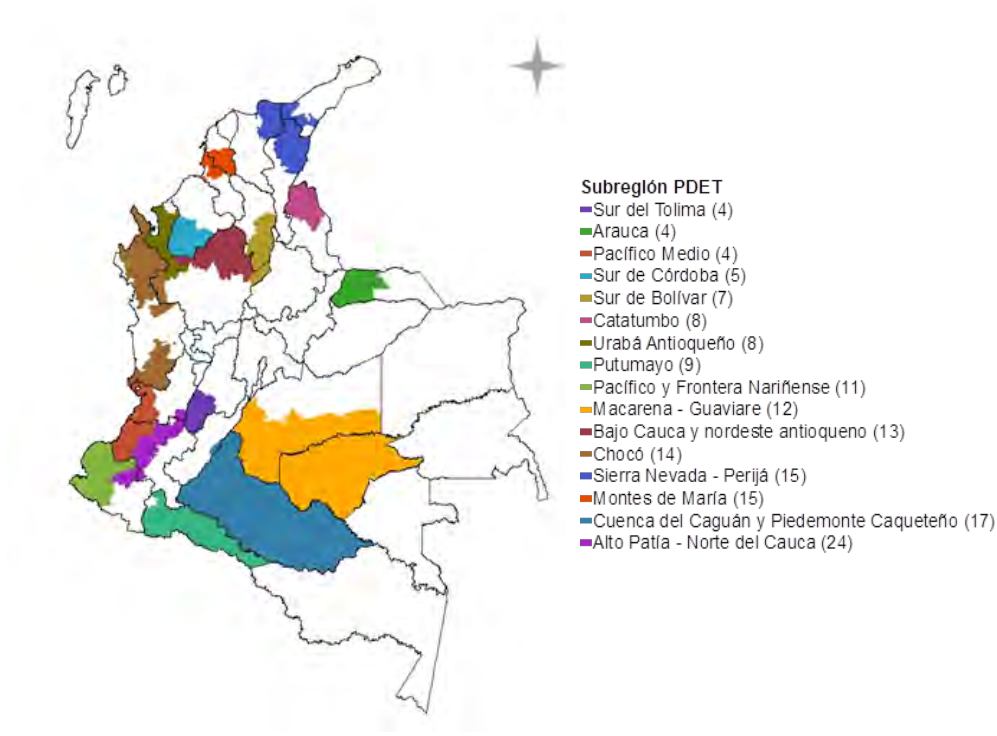 Subreglón PDET
Sur del Tolima (4)
Arauca (4)
Pacífico Medio (4)
Sur de Córdoba (5)
Sur de Bolívar (7)
Catatumbo (8)
Urabá Antioqueño (8)
Putumayo (9)
Pacífico y Frontera Nariñense (11)
Macarena - Guaviare (12)
Bajo Cauca y nordeste antioqueno (13)
Chocó (14)
Sierra Nevada - Perijá (15)
Montes de María (15)
Cuenca del Caguán y Piedemonte Caqueteño (17)
Alto Patía - Norte del Cauca (24)